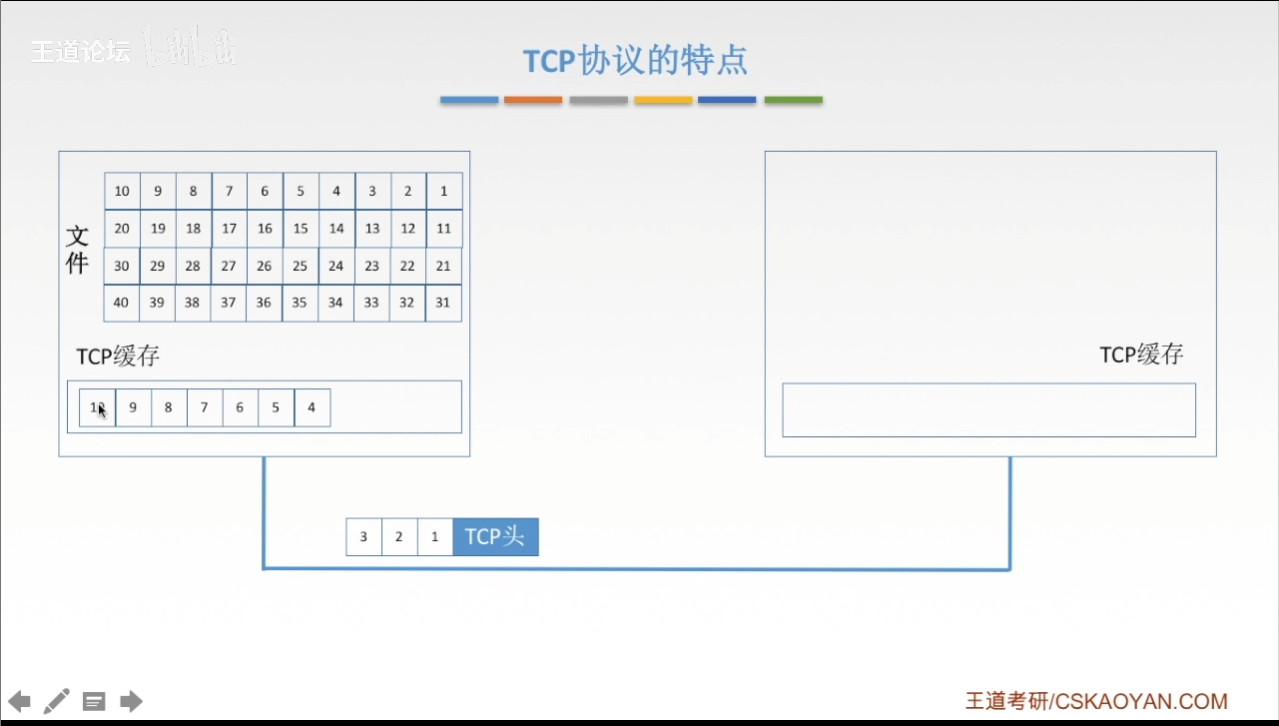 王道论坛 bilibili
TCP协议的特点
文件
10 9 8 7 6 5 4 3 2 1
20 19 18 17 16 15 14 13 12 11
30 29 28 27 26 25 24 23 22 21
40 39 38 37 36 35 34 33 32 31
TCP缓存
TCP缓存
10 9 8 7 6 5 4
3 2 1 TCP头
王道考研/CSKAOYAN.COM